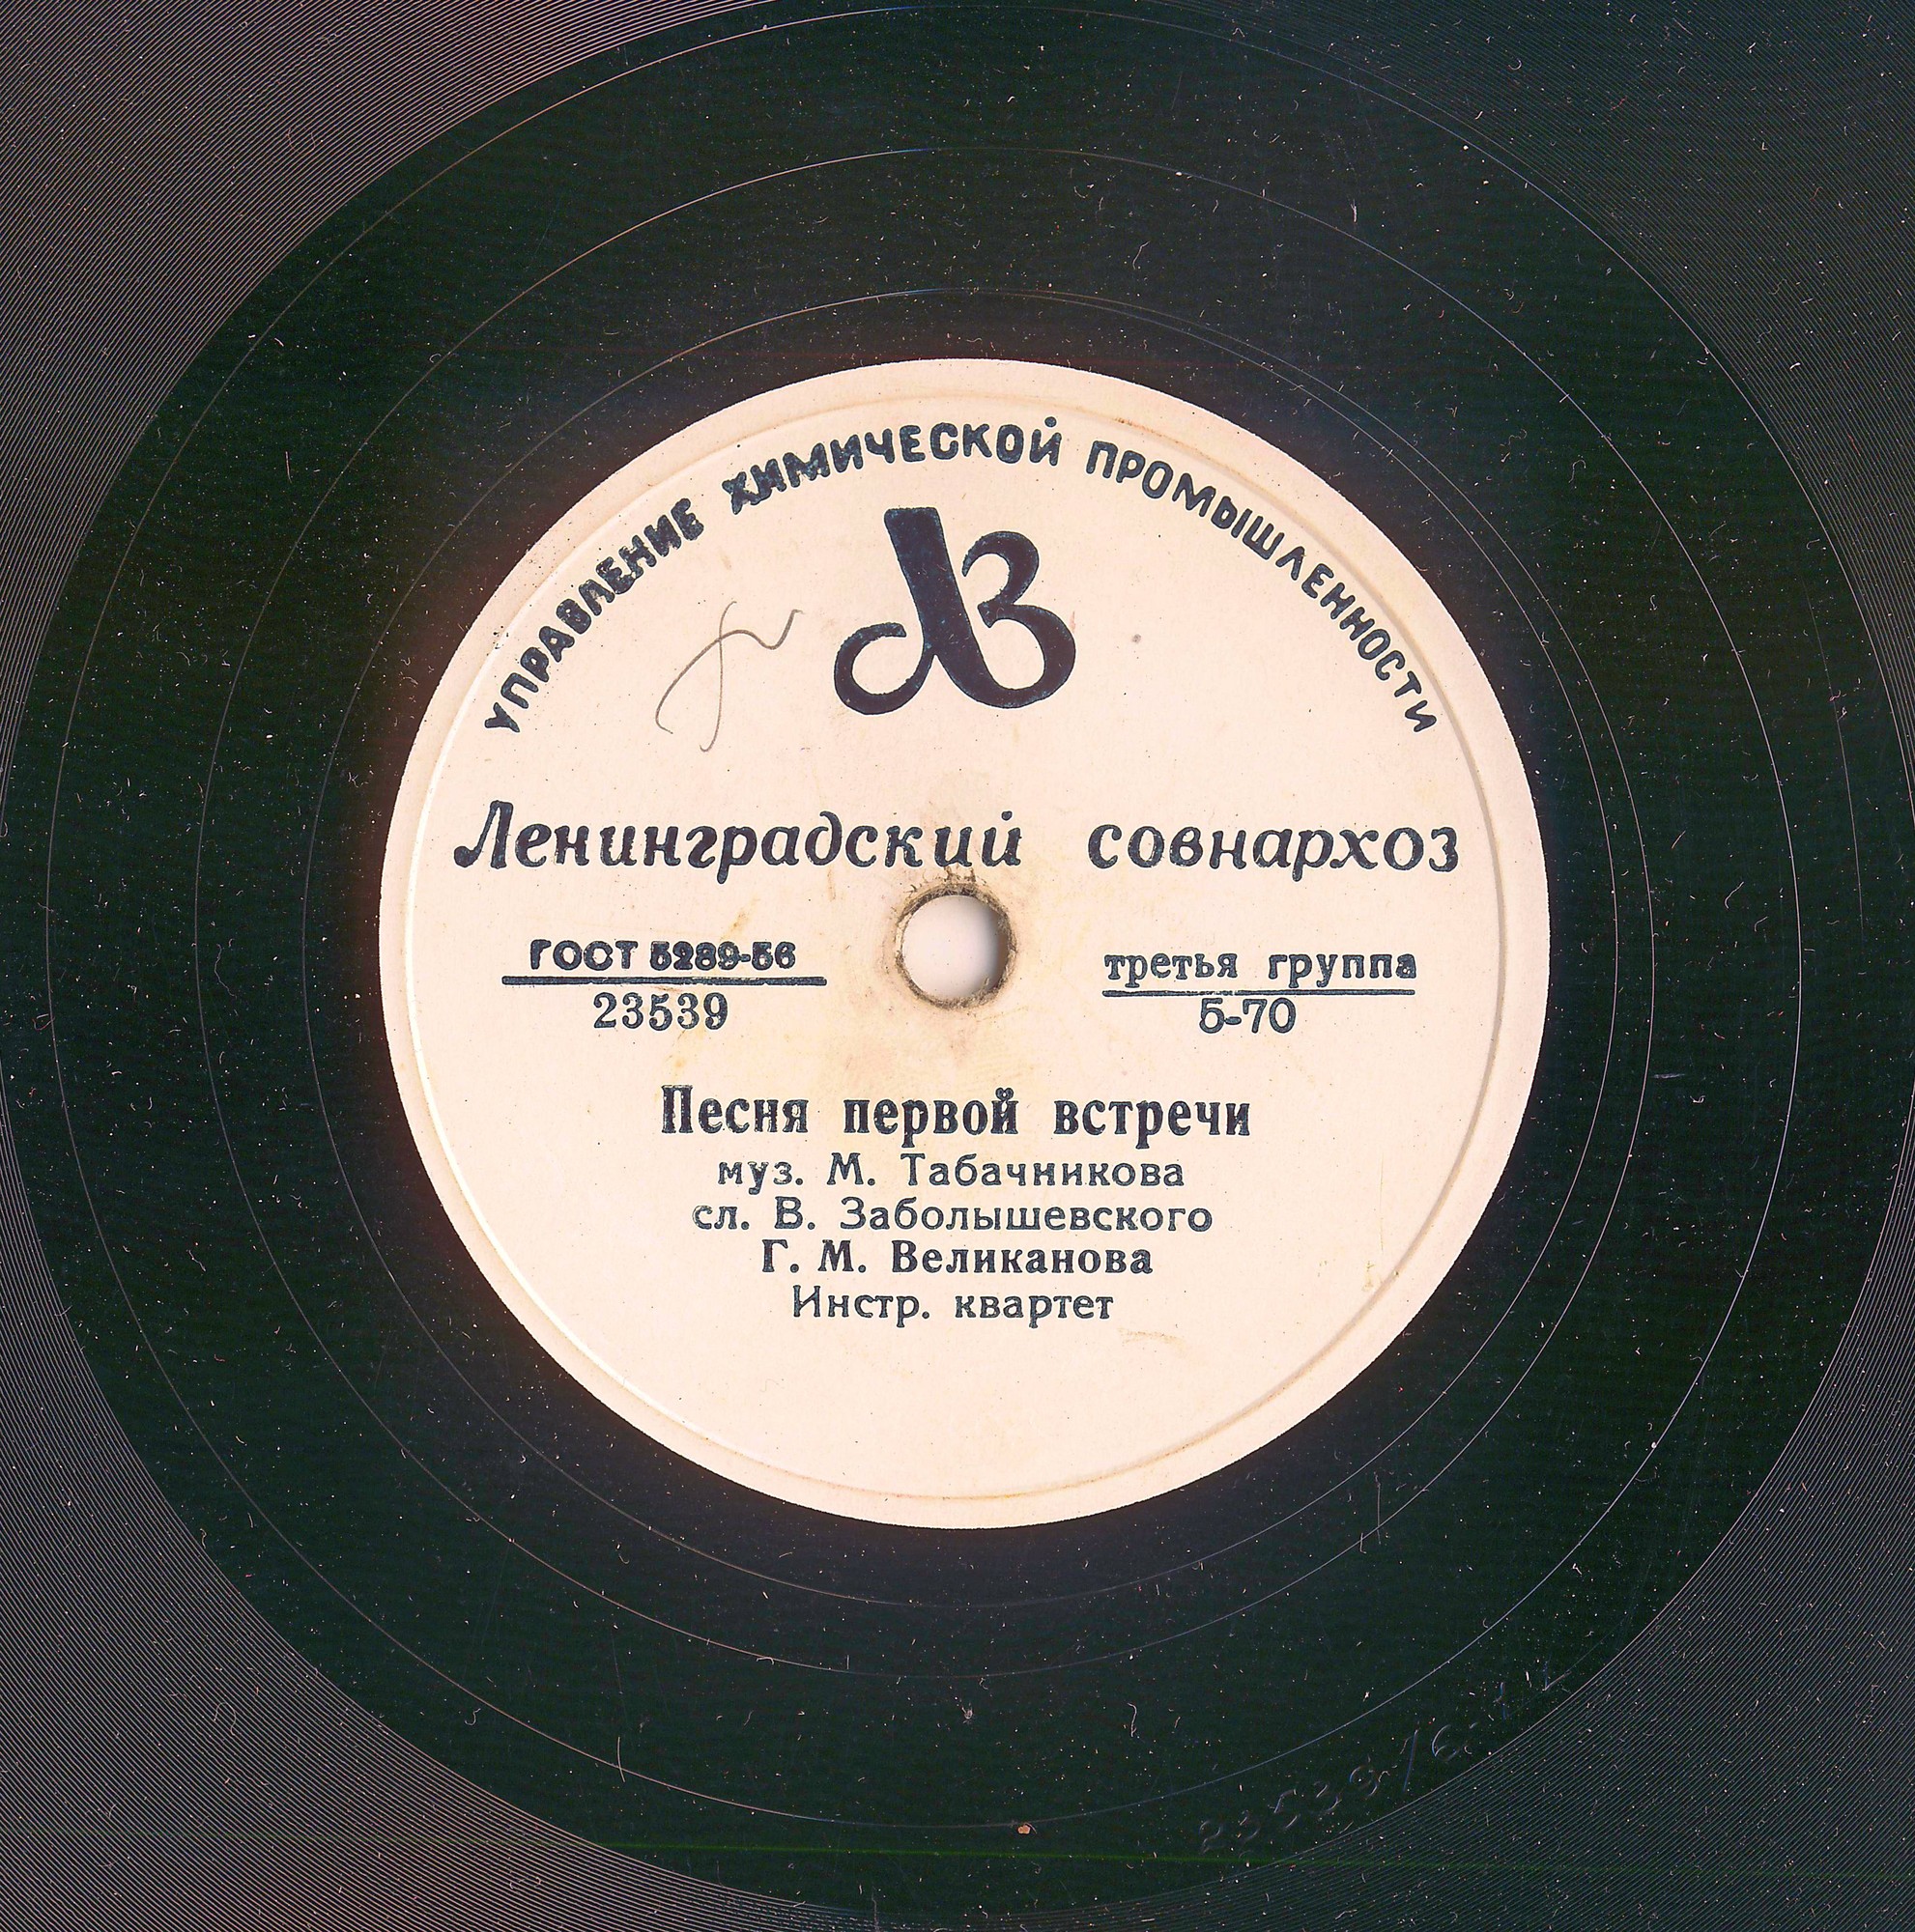 УПРАВЛЕНИЕ ХИМИЧЕСКОЙ ПРОМЫШЛЕННОСТИ
Ленинградский совнархоз
ГОСТ 5289-56
23539
третья группа
5-70
Песня первой встречи
муз. М. Табачникова
сл. В. Заболышевского
Г. М. Великанова
Инстр. квартет